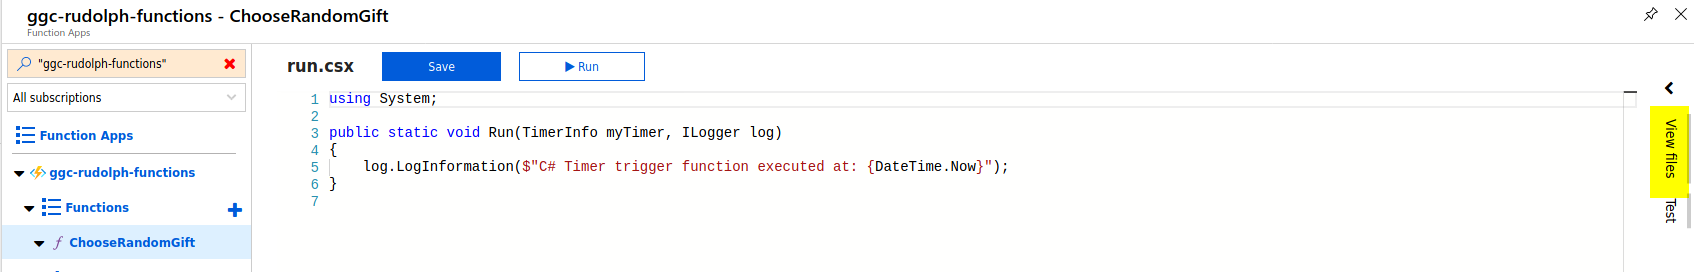 ggc-rudolph-functions - ChooseRandomGift
Function Apps
"ggc-rudolph-functions"
All subscriptions
Function Apps
ggc-rudolph-functions
Functions
ƒ ChooseRandomGift
run.csx
Save
Run
1 using System;
2
3 public static void Run(TimerInfo myTimer, ILogger log)
4 {
5     log.LogInformation($"C# Timer trigger function executed at: {DateTime.Now}");
6 }
7
View files
Test